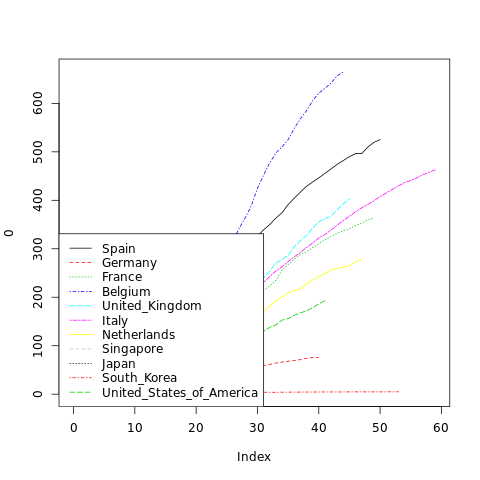 600
500
400
300
200
100
0
0
Spain
Germany
France
Belgium
United_Kingdom
Italy
Netherlands
Singapore
Japan
South_Korea
United_States_of_America
0 10 20 30 40 50 60
Index